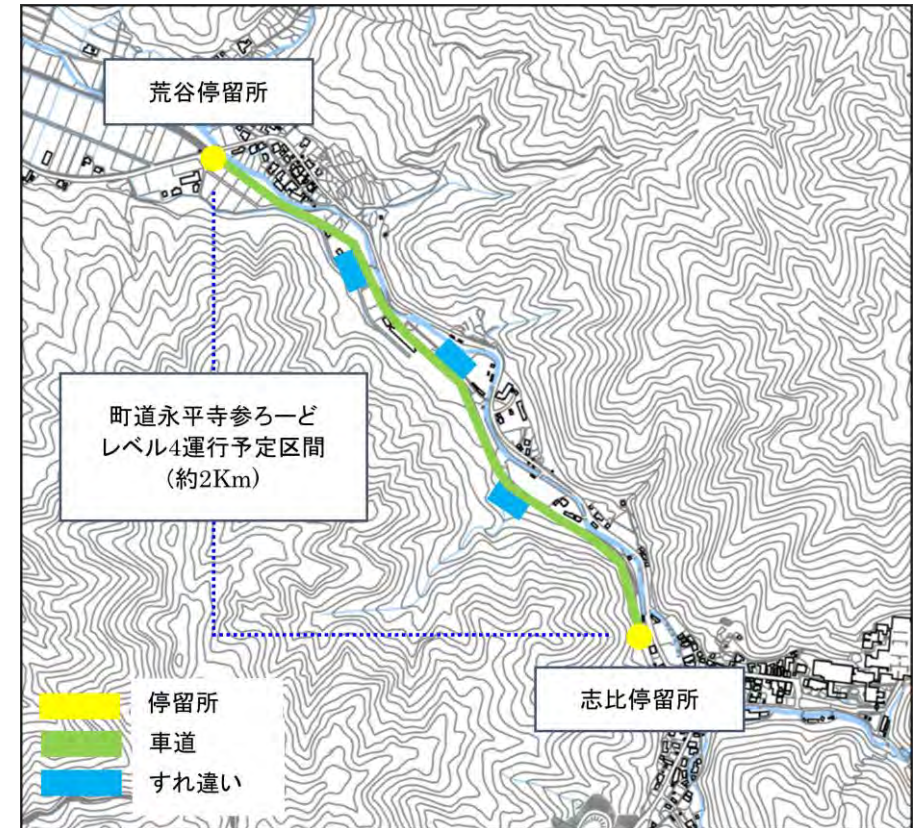 荒谷停留所
町道永平寺参ろーど
レベル4運行予定区間
(約2Km)
志比停留所
停留所
車道
すれ違い